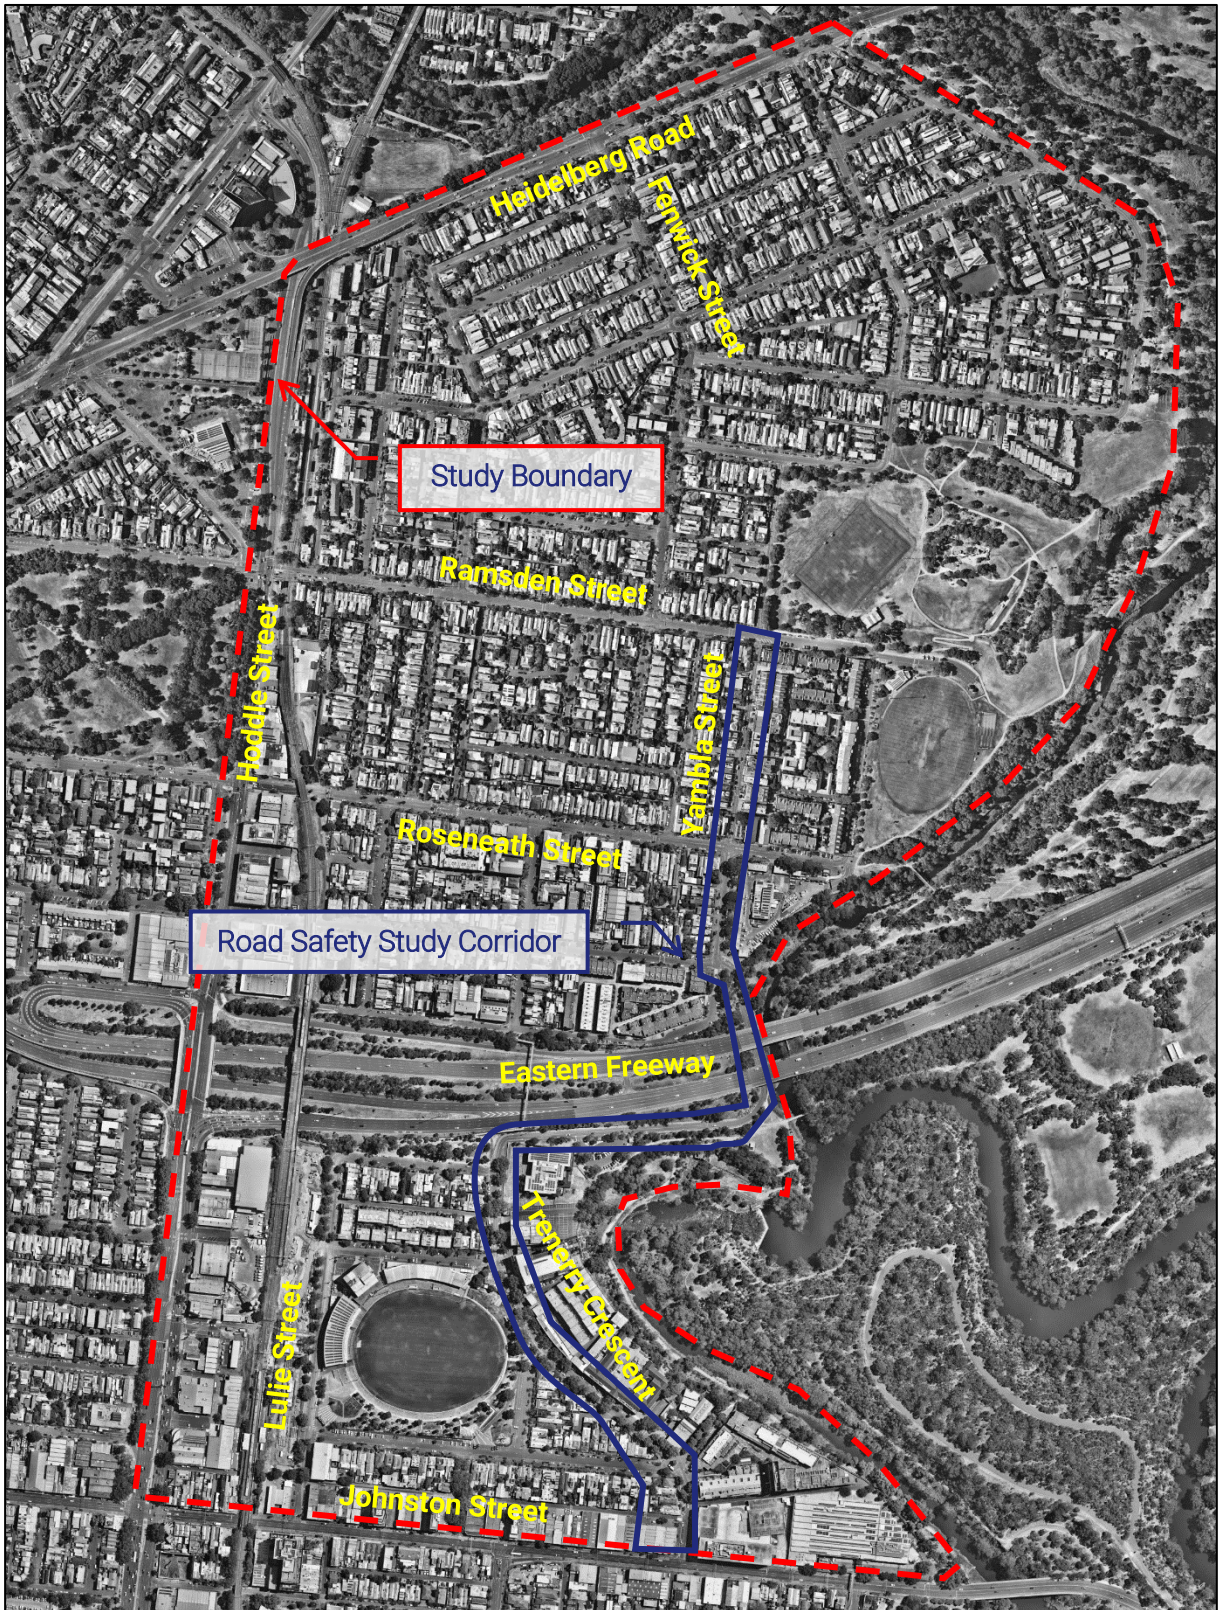 Heidelberg Road
Fenwick Street
Study Boundary
Ramsden Street
Hoddle Street
Yambla Street
Roseneath Street
Road Safety Study Corridor
Eastern Freeway
Trenerry Crescent
Lulie Street
Johnston Street